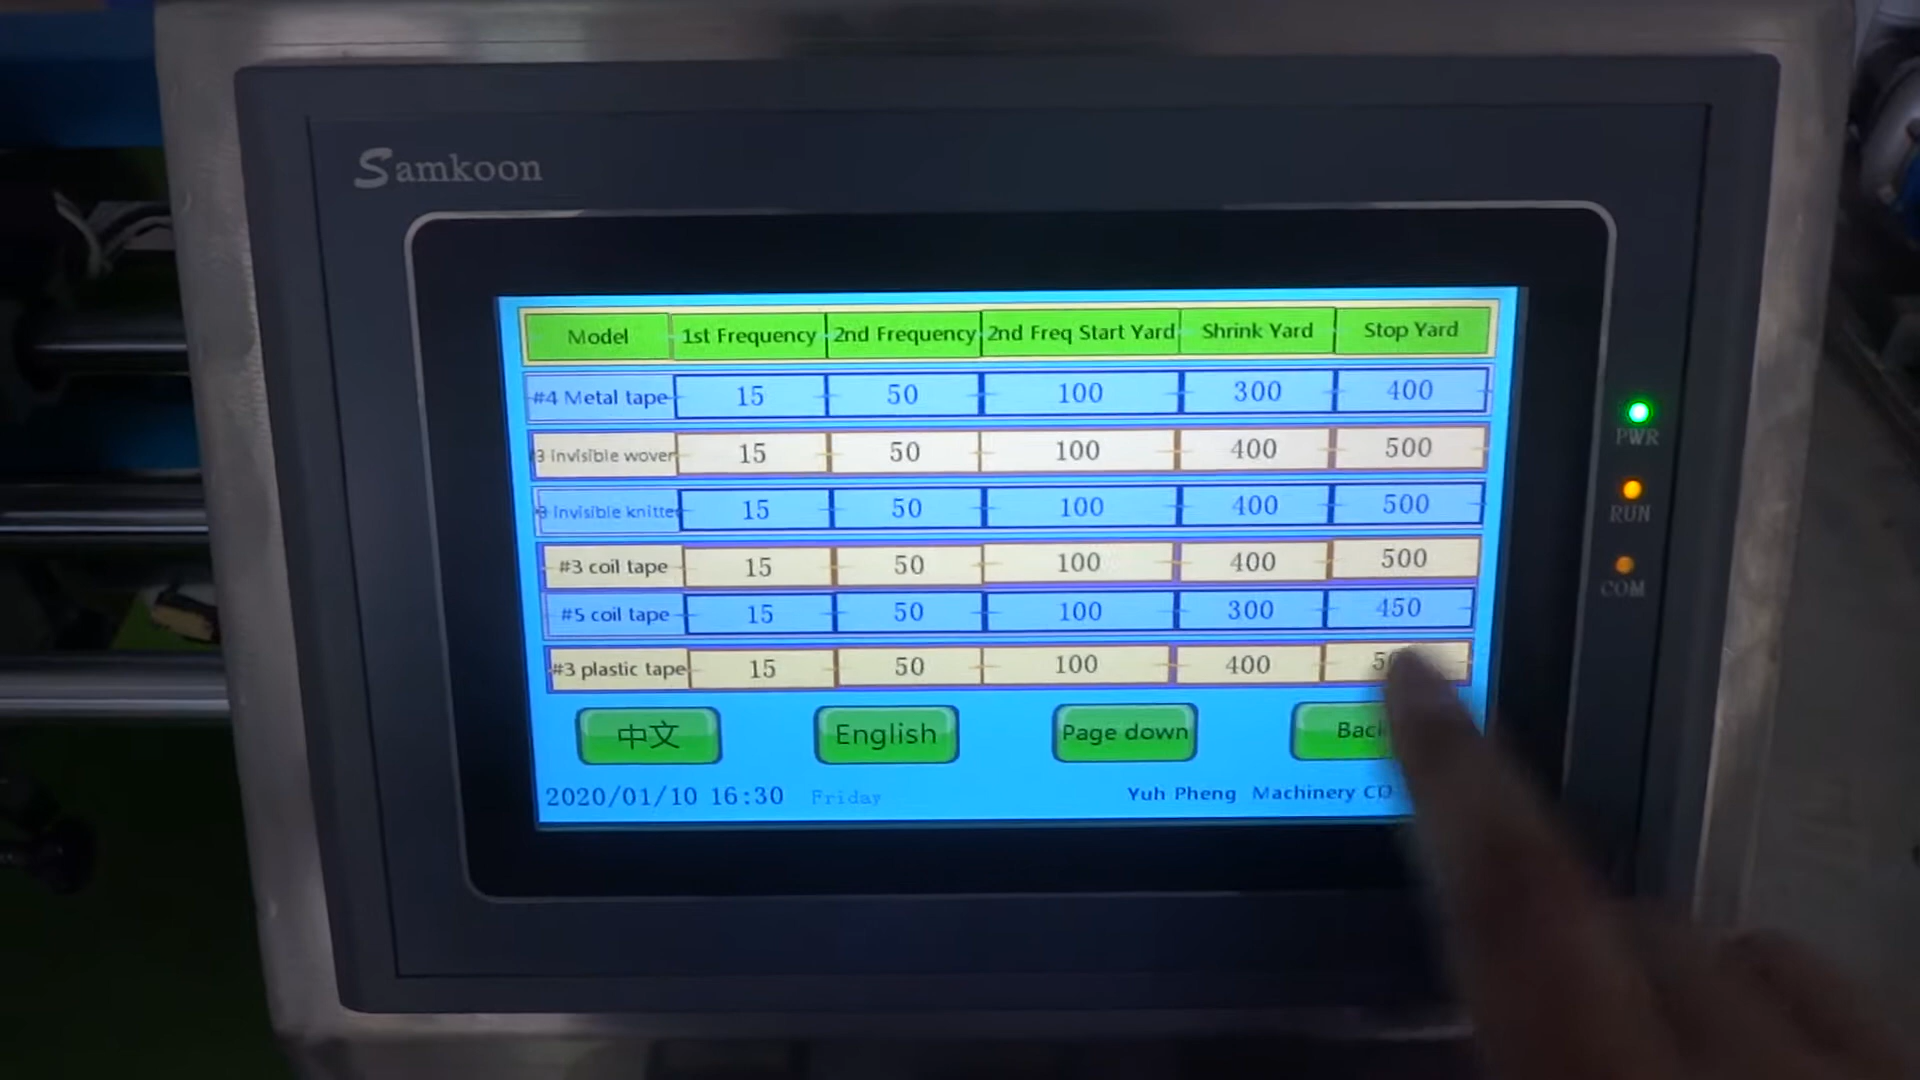 Samkoon
Model 1st Frequency 2nd Frequency 2nd Freq Start Yard Shrink Yard Stop Yard
#4 Metal tape 15 50 100 300 400
3 invisible woven 15 50 100 400 500
3 invisible knitte 15 50 100 400 500
#3 coil tape 15 50 100 400 500
#5 coil tape 15 50 100 300 450
#3 plastic tape 15 50 100 400
中文 English Page down Bac
2020/01/10 16:30 Friday Yuh Pheng Machinery CO
PWR
RUN
COM